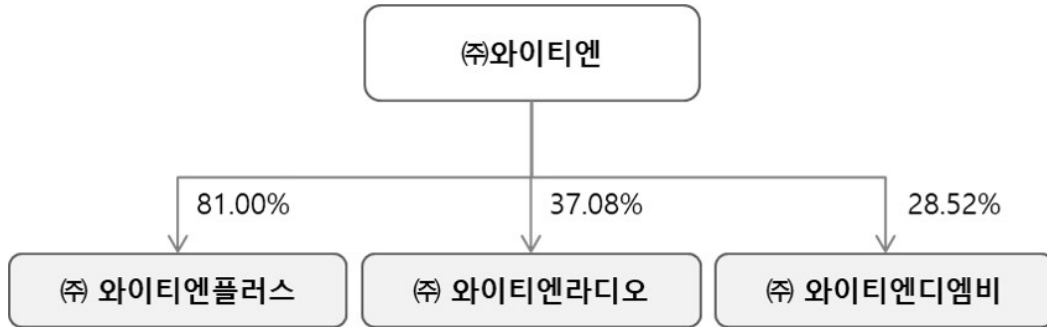 ㈜와이티엔
81.00%
37.08%
28.52%
㈜ 와이티엔플러스
㈜ 와이티엔라디오
㈜ 와이티엔디엠비